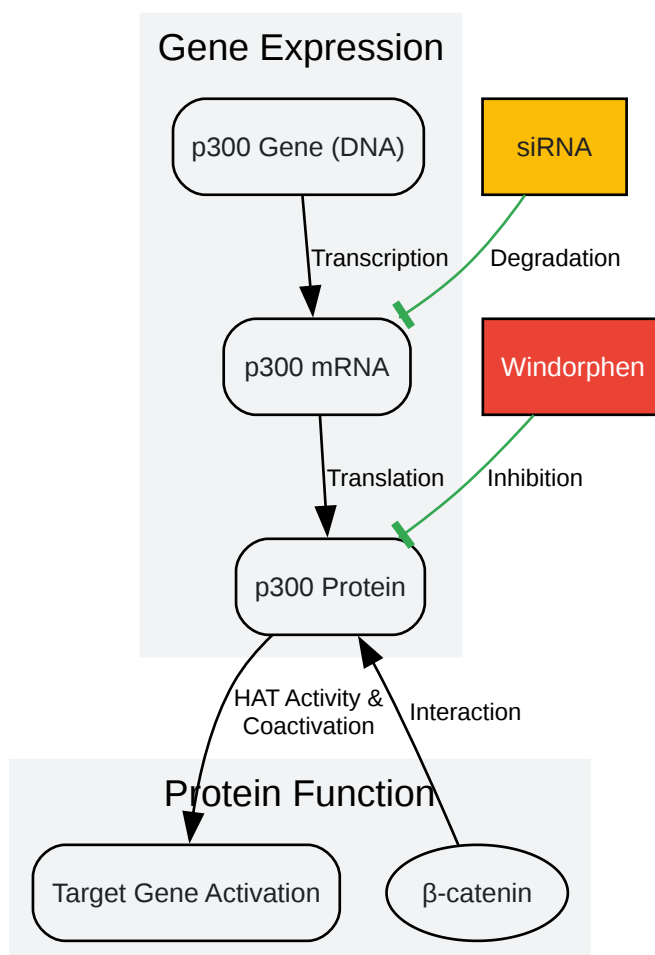 Gene Expression
p300 Gene (DNA)
siRNA
Transcription
Degradation
p300 mRNA
Windorphen
Translation
Inhibition
p300 Protein
HAT Activity &
Coactivation
Interaction
Protein Function
Target Gene Activation
β-catenin